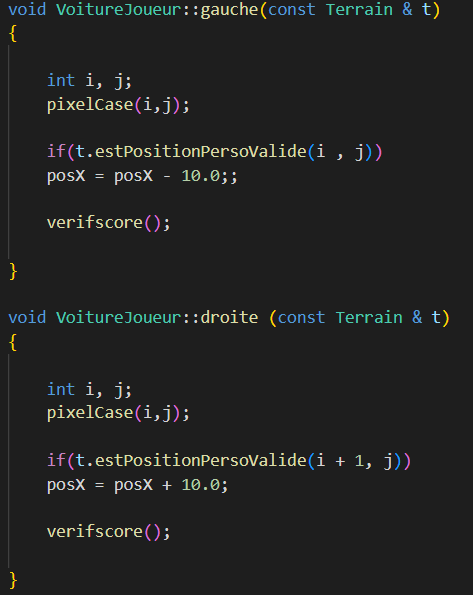 void VoitureJoueur::gauche(const Terrain & t)
{
int i, j;
pixelCase(i,j);
if(t.estPositionPersoValide(i , j))
posX = posX - 10.0;;
verifscore();
}
void VoitureJoueur::droite (const Terrain & t)
{
int i, j;
pixelCase(i,j);
if(t.estPositionPersoValide(i + 1, j))
posX = posX + 10.0;
verifscore();
}